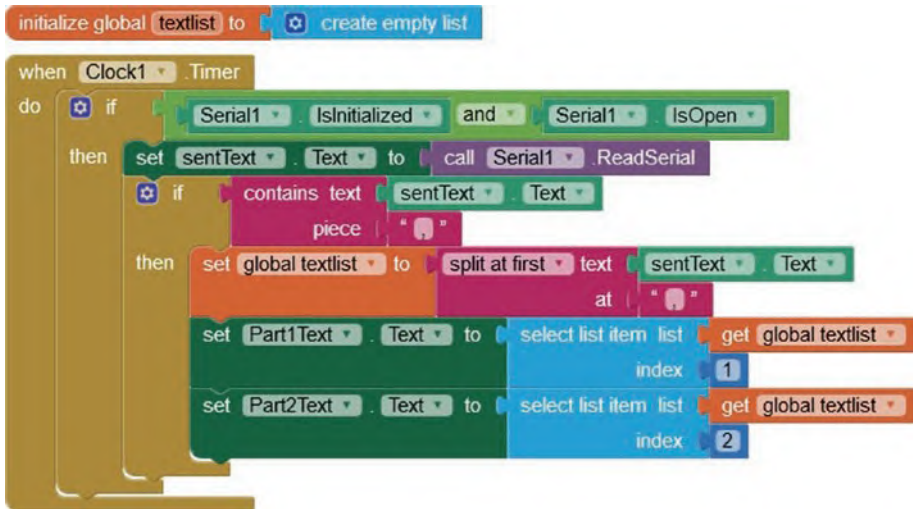 initialize global textlist to create empty list
when Clock1 .Timer
do if Serial1 . IsInitialized and Serial1 . IsOpen
then set sentText . Text to call Serial1 .ReadSerial
if contains text sentText . Text
piece " , "
then set global textlist to split at first text sentText . Text
at " , "
set Part1Text . Text to select list item list get global textlist
index 1
set Part2Text . Text to select list item list get global textlist
index 2